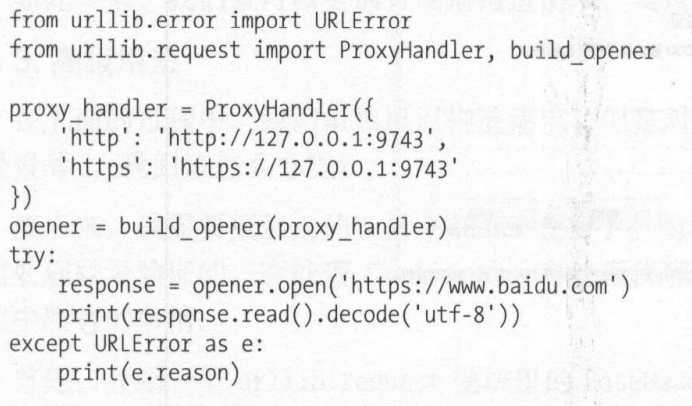 from urllib.error import URLError
from urllib.request import ProxyHandler, build_opener

proxy_handler = ProxyHandler({
    'http': 'http://127.0.0.1:9743',
    'https': 'https://127.0.0.1:9743'
})
opener = build_opener(proxy_handler)
try:
    response = opener.open('https://www.baidu.com')
    print(response.read().decode('utf-8'))
except URLError as e:
    print(e.reason)